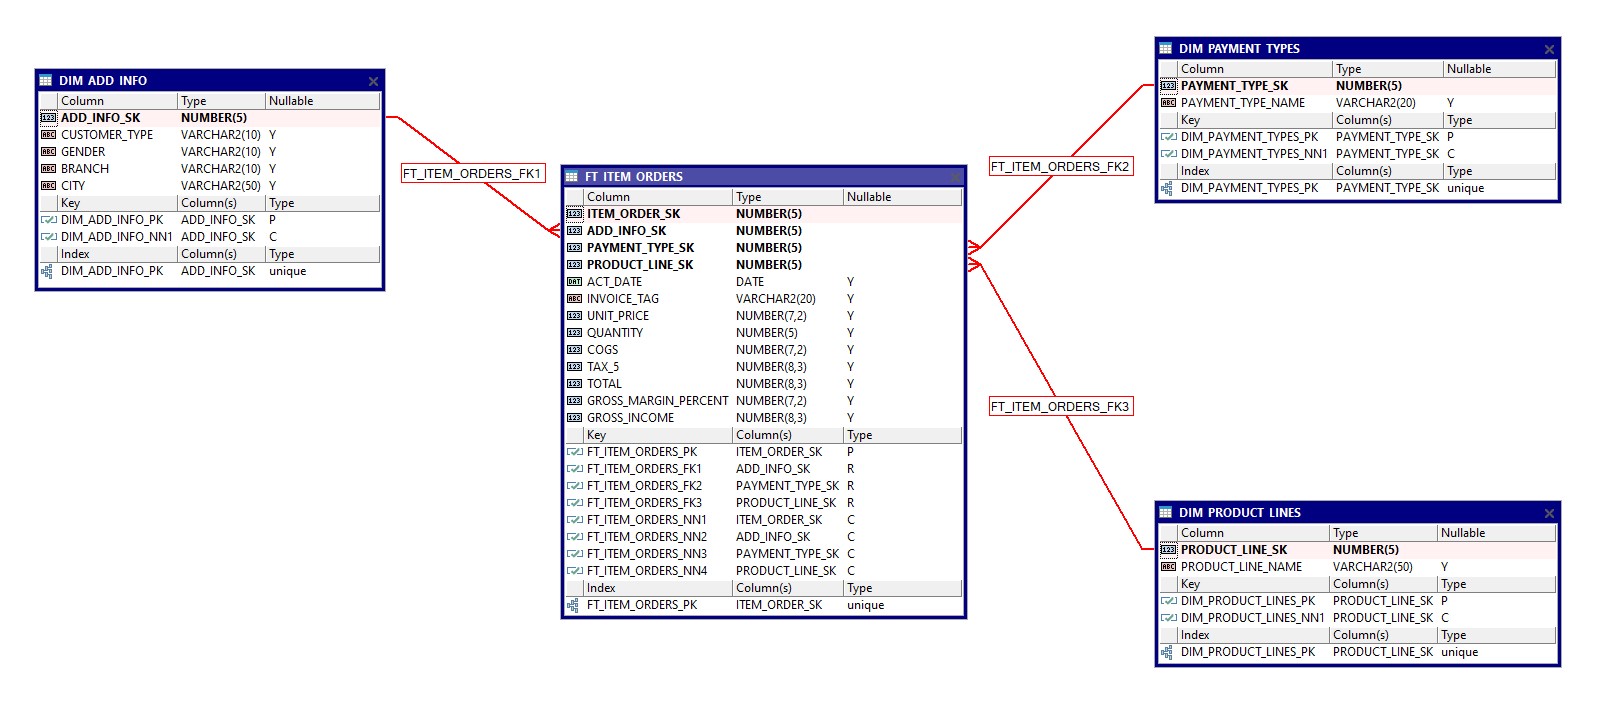 DIM ADD INFO
Column Type Nullable
ADD_INFO_SK NUMBER(5)
CUSTOMER_TYPE VARCHAR2(10) Y
GENDER VARCHAR2(10) Y
BRANCH VARCHAR2(10) Y
CITY VARCHAR2(50) Y
Key Column(s) Type
DIM_ADD_INFO_PK ADD_INFO_SK P
DIM_ADD_INFO_NN1 ADD_INFO_SK C
Index Column(s) Type
DIM_ADD_INFO_PK ADD_INFO_SK unique
FT_ITEM_ORDERS_FK1
FT ITEM ORDERS
Column Type Nullable
ITEM_ORDER_SK NUMBER(5)
ADD_INFO_SK NUMBER(5)
PAYMENT_TYPE_SK NUMBER(5)
PRODUCT_LINE_SK NUMBER(5)
ACT_DATE DATE Y
INVOICE_TAG VARCHAR2(20) Y
UNIT_PRICE NUMBER(7,2) Y
QUANTITY NUMBER(5) Y
COGS NUMBER(7,2) Y
TAX_5 NUMBER(8,3) Y
TOTAL NUMBER(8,3) Y
GROSS_MARGIN_PERCENT NUMBER(7,2) Y
GROSS_INCOME NUMBER(8,3) Y
Key Column(s) Type
FT_ITEM_ORDERS_PK ITEM_ORDER_SK P
FT_ITEM_ORDERS_FK1 ADD_INFO_SK R
FT_ITEM_ORDERS_FK2 PAYMENT_TYPE_SK R
FT_ITEM_ORDERS_FK3 PRODUCT_LINE_SK R
FT_ITEM_ORDERS_NN1 ITEM_ORDER_SK C
FT_ITEM_ORDERS_NN2 ADD_INFO_SK C
FT_ITEM_ORDERS_NN3 PAYMENT_TYPE_SK C
FT_ITEM_ORDERS_NN4 PRODUCT_LINE_SK C
Index Column(s) Type
FT_ITEM_ORDERS_PK ITEM_ORDER_SK unique
FT_ITEM_ORDERS_FK2
FT_ITEM_ORDERS_FK3
DIM PAYMENT TYPES
Column Type Nullable
PAYMENT_TYPE_SK NUMBER(5)
PAYMENT_TYPE_NAME VARCHAR2(20) Y
Key Column(s) Type
DIM_PAYMENT_TYPES_PK PAYMENT_TYPE_SK P
DIM_PAYMENT_TYPES_NN1 PAYMENT_TYPE_SK C
Index Column(s) Type
DIM_PAYMENT_TYPES_PK PAYMENT_TYPE_SK unique
DIM PRODUCT LINES
Column Type Nullable
PRODUCT_LINE_SK NUMBER(5)
PRODUCT_LINE_NAME VARCHAR2(50) Y
Key Column(s) Type
DIM_PRODUCT_LINES_PK PRODUCT_LINE_SK P
DIM_PRODUCT_LINES_NN1 PRODUCT_LINE_SK C
Index Column(s) Type
DIM_PRODUCT_LINES_PK PRODUCT_LINE_SK unique